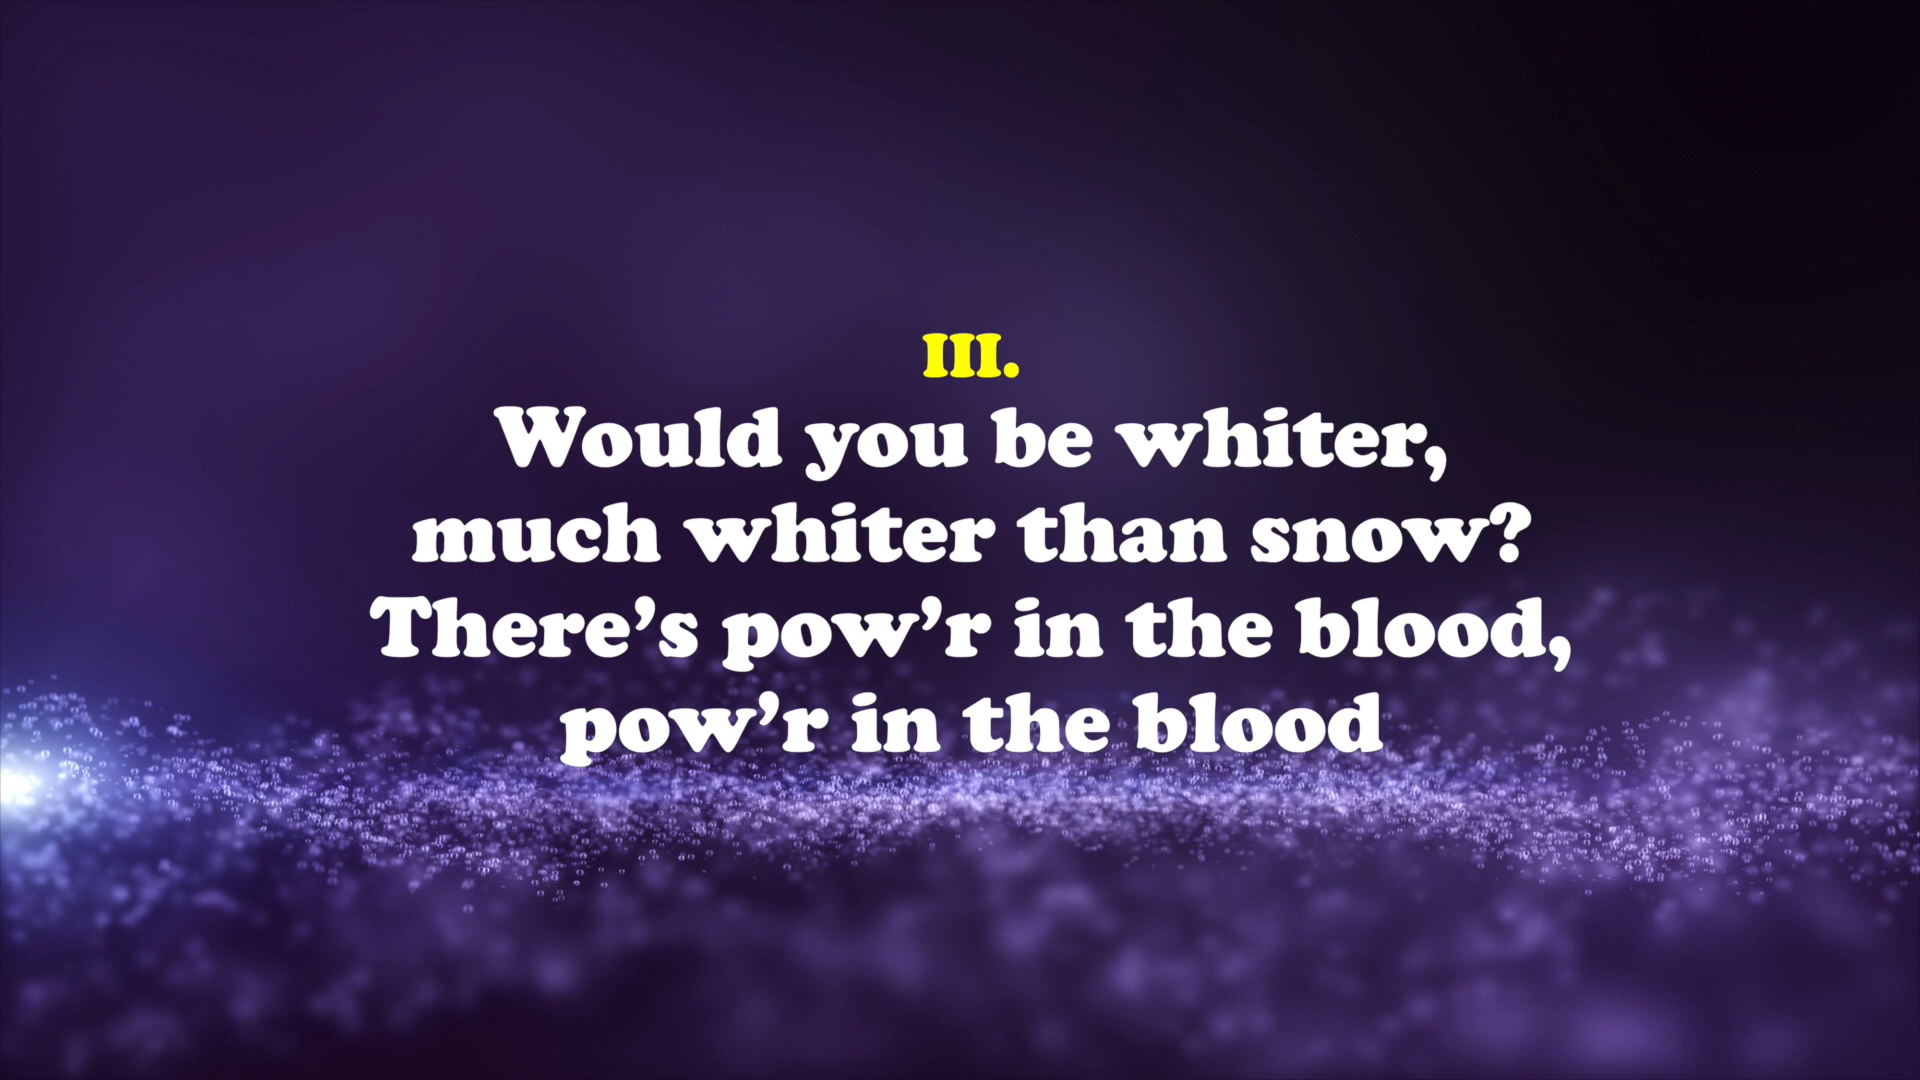 III.
Would you be whiter,
much whiter than snow?
There’s pow’r in the blood,
pow’r in the blood